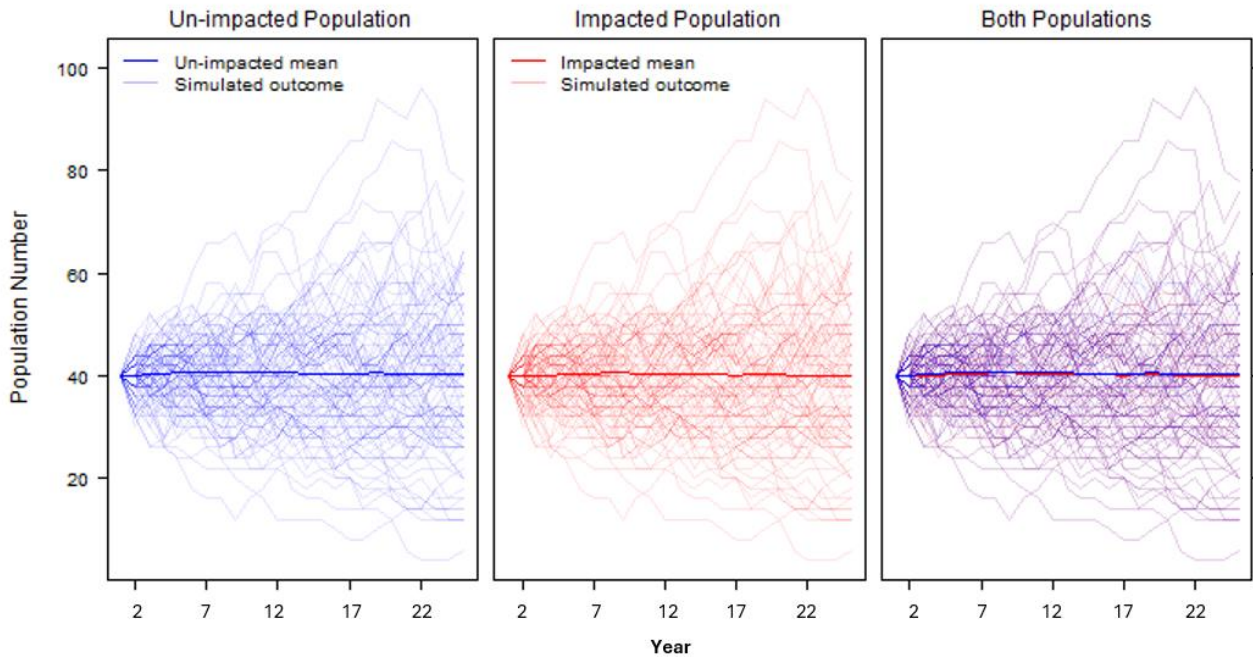 Un-impacted Population
Impacted Population
Both Populations
Un-impacted mean
Simulated outcome
Impacted mean
Simulated outcome
Population Number
100
80
60
40
20
2 7 12 17 22
2 7 12 17 22
2 7 12 17 22
Year